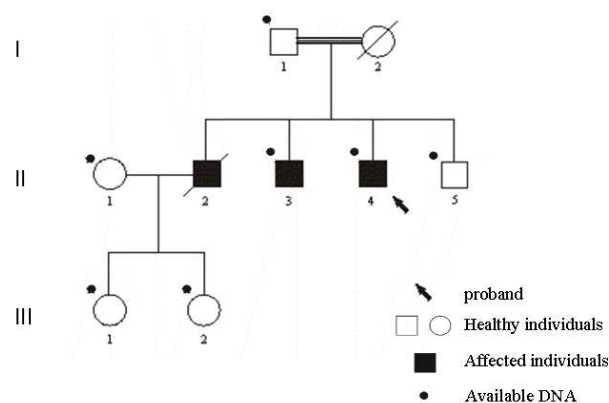 I
1 2
II
1 2 3 4 5
III
1 2
proband
Healthy individuals
Affected individuals
Available DNA